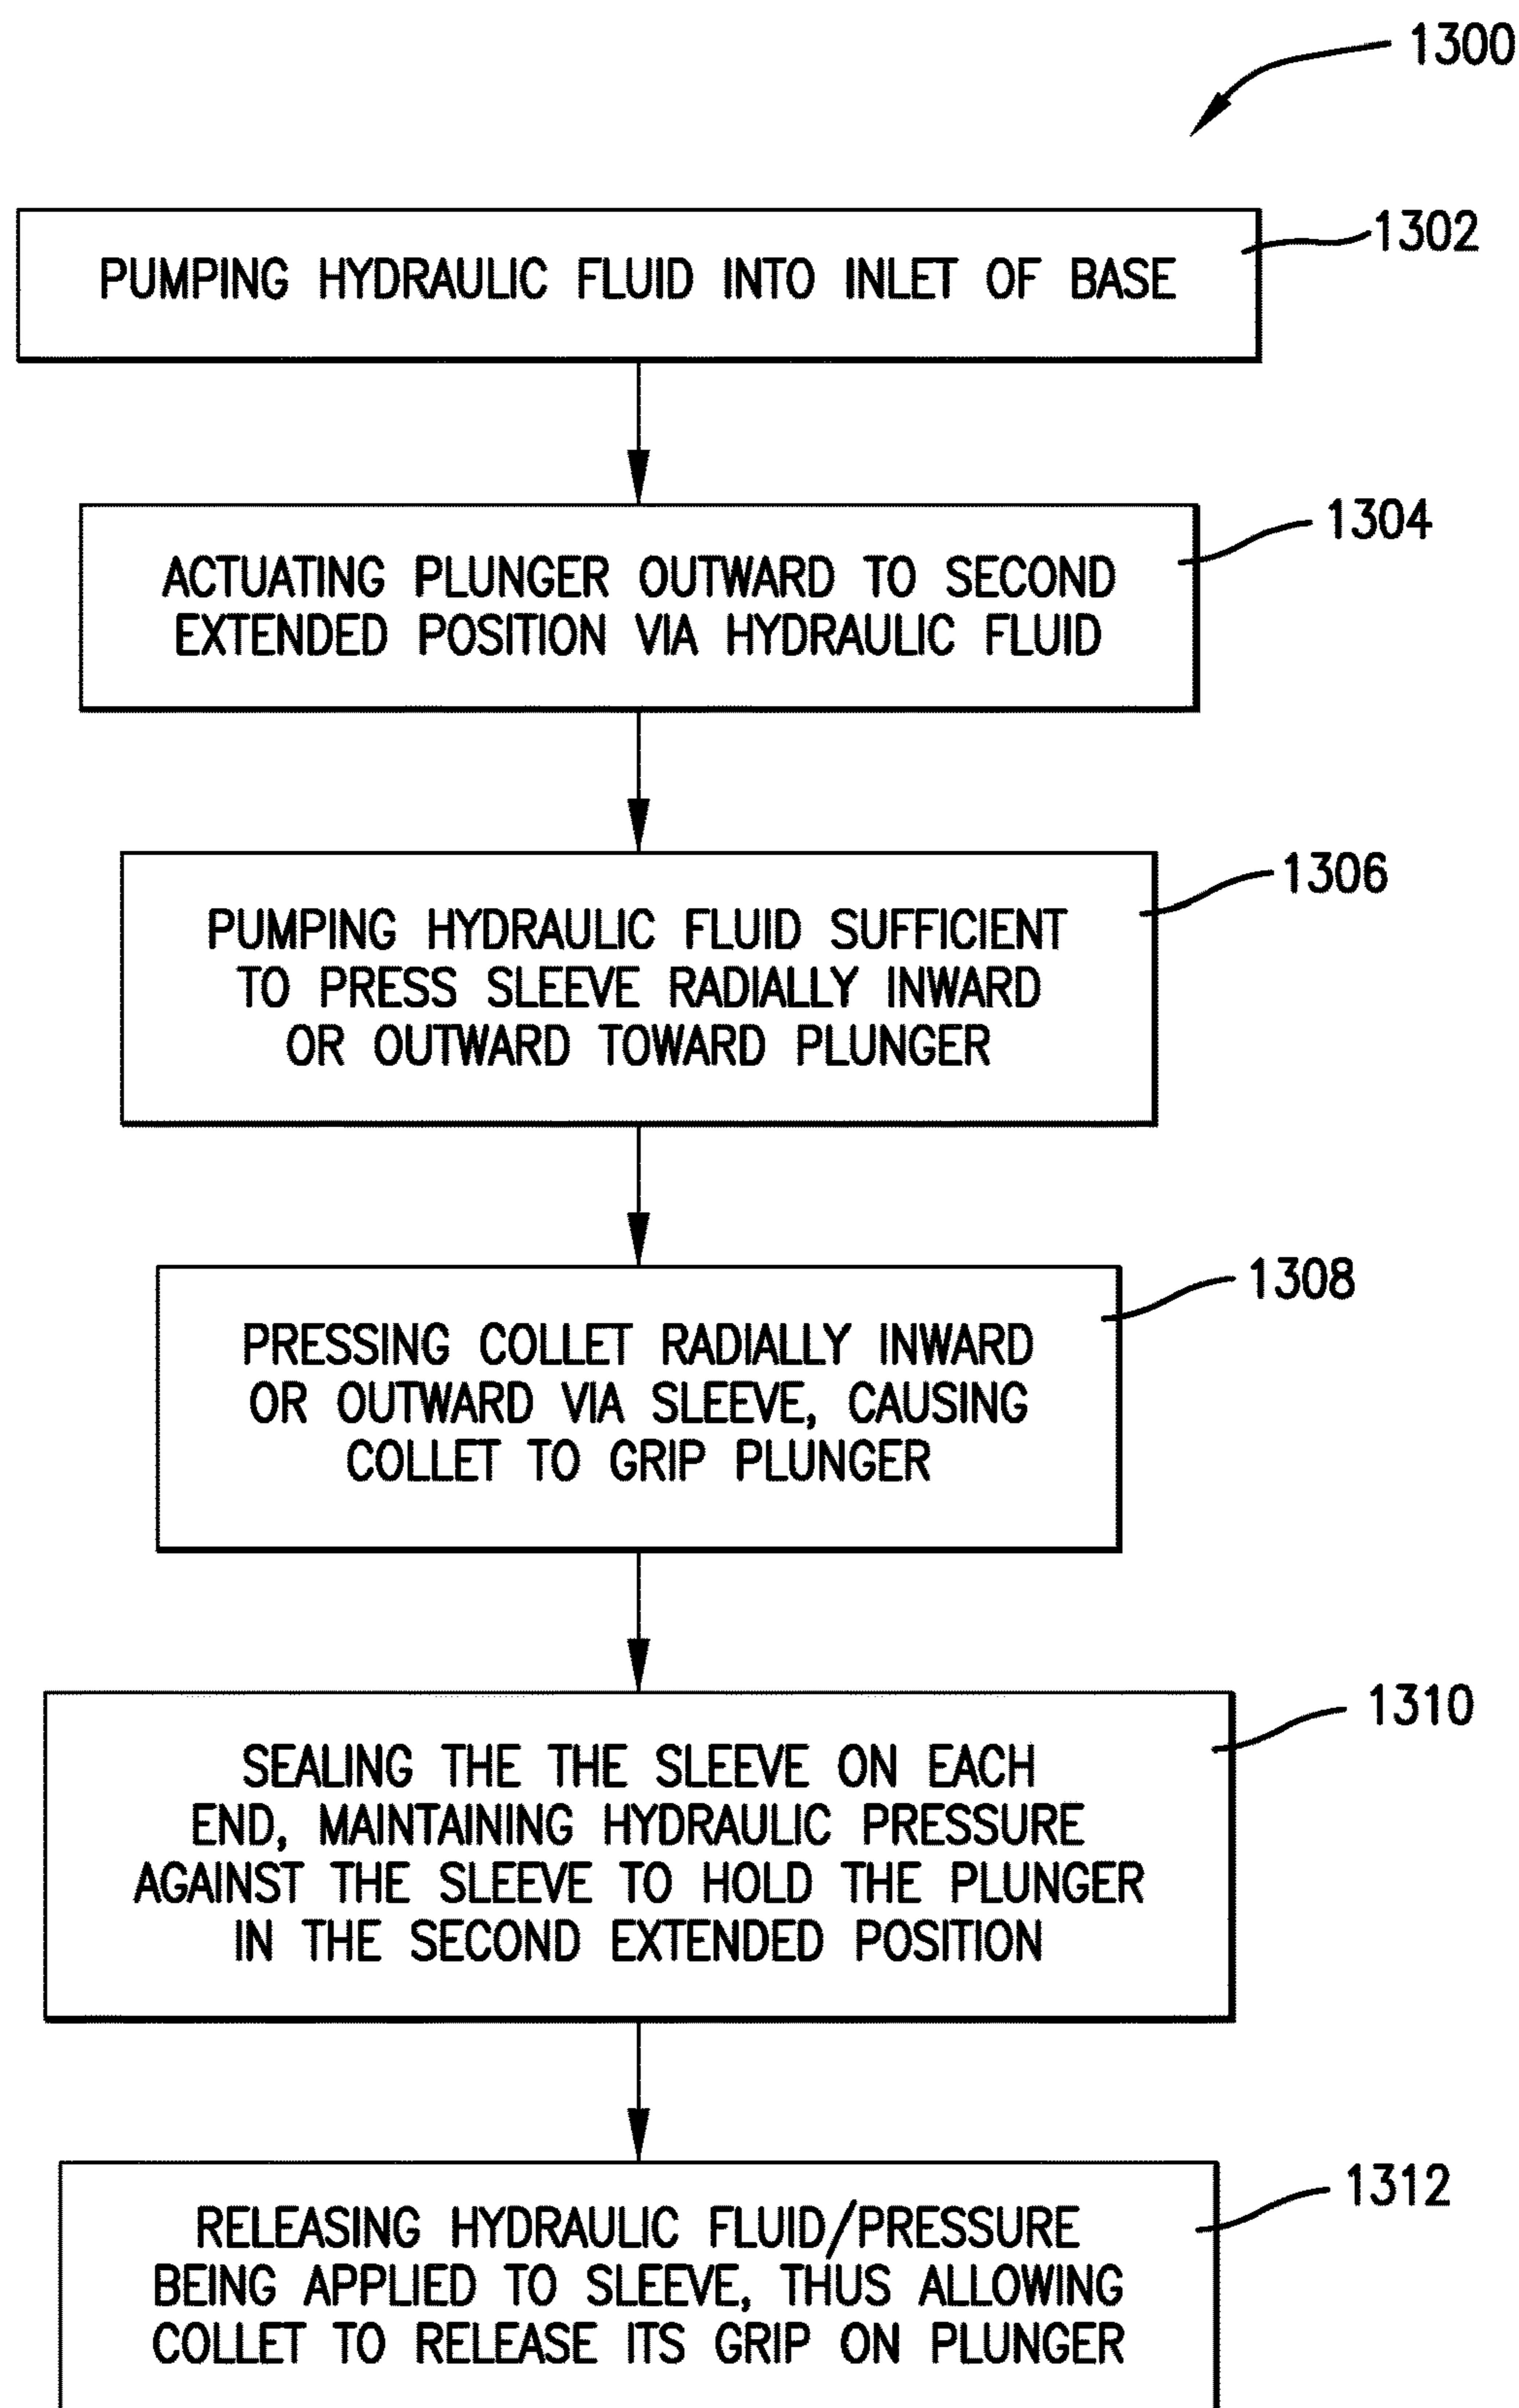 1300
1302
PUMPING HYDRAULIC FLUID INTO INLET OF BASE
1304
ACTUATING PLUNGER OUTWARD TO SECOND
EXTENDED POSITION VIA HYDRAULIC FLUID
1306
PUMPING HYDRAULIC FLUID SUFFICIENT
TO PRESS SLEEVE RADIALLY INWARD
OR OUTWARD TOWARD PLUNGER
1308
PRESSING COLLET RADIALLY INWARD
OR OUTWARD VIA SLEEVE, CAUSING
COLLET TO GRIP PLUNGER
1310
SEALING THE THE SLEEVE ON EACH
END, MAINTAINING HYDRAULIC PRESSURE
AGAINST THE SLEEVE TO HOLD THE PLUNGER
IN THE SECOND EXTENDED POSITION
1312
RELEASING HYDRAULIC FLUID/PRESSURE
BEING APPLIED TO SLEEVE, THUS ALLOWING
COLLET TO RELEASE ITS GRIP ON PLUNGER